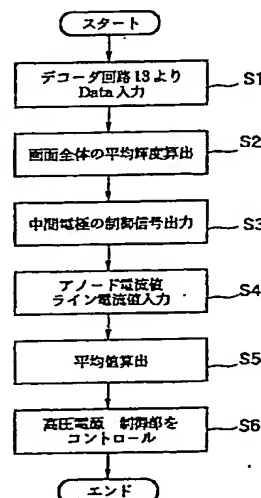 スタート
デコーダ回路13より
Data入力
S1
画面全体の平均輝度算出
S2
中間電極の制御信号出力
S3
アノード電流値
ライン電流値入力
S4
平均値算出
S5
高圧電源 制御部を
コントロール
S6
エンド